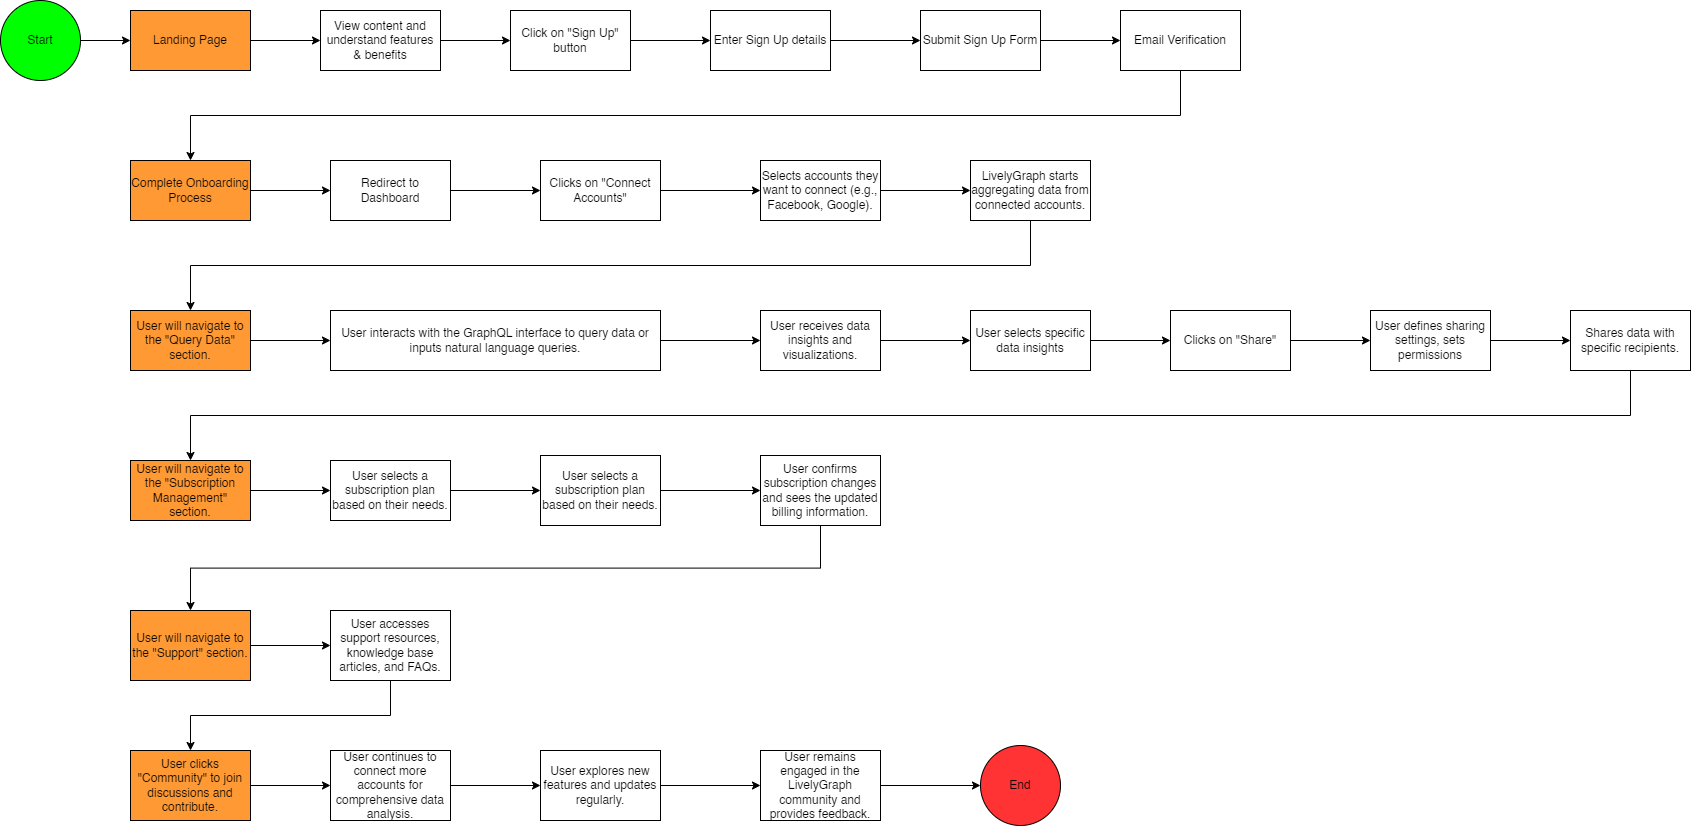 Start
Landing Page
View content and
understand features
& benefits
Click on "Sign Up"
button
Enter Sign Up details
Submit Sign Up Form
Email Verification
Complete Onboarding
Process
Redirect to
Dashboard
Clicks on "Connect
Accounts"
Selects accounts they
want to connect (e.g.,
Facebook, Google).
LivelyGraph starts
aggregating data from
connected accounts.
User will navigate to
the "Query Data"
section.
User interacts with the GraphQL interface to query data or
inputs natural language queries.
User receives data
insights and
visualizations.
User selects specific
data insights
Clicks on "Share"
User defines sharing
settings, sets
permissions
Shares data with
specific recipients.
User will navigate to
the "Subscription
Management"
section.
User selects a
subscription plan
based on their needs.
User selects a
subscription plan
based on their needs.
User confirms
subscription changes
and sees the updated
billing information.
User will navigate to
the "Support" section.
User accesses
support resources,
knowledge base
articles, and FAQs.
User clicks
"Community" to join
discussions and
contribute.
User continues to
connect more
accounts for
comprehensive data
analysis.
User explores new
features and updates
regularly.
User remains
engaged in the
LivelyGraph
community and
provides feedback.
End